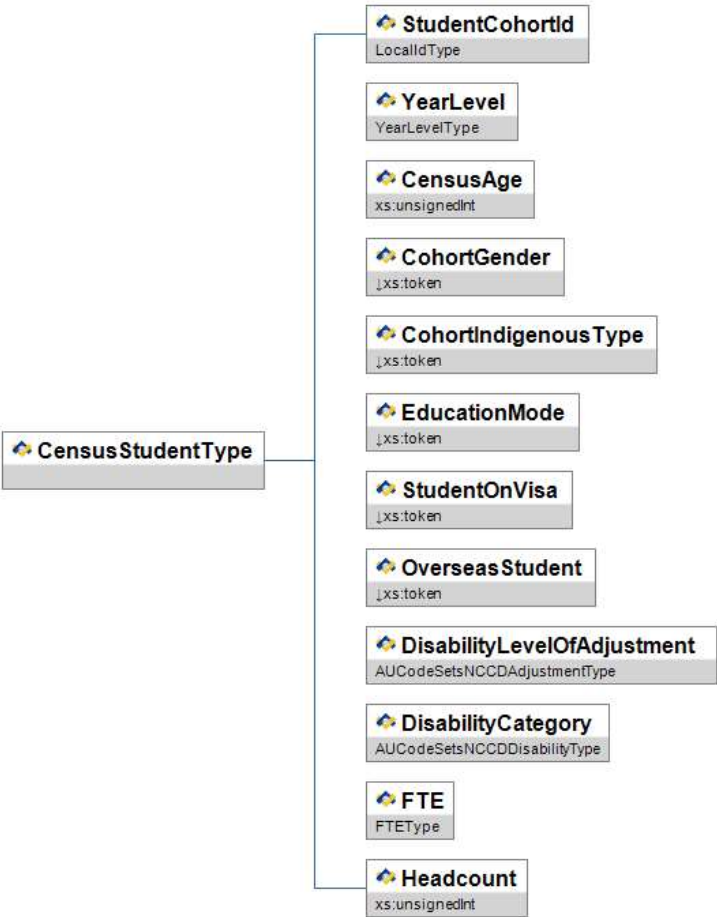 StudentCohortId
LocalIdType
YearLevel
YearLevelType
CensusAge
xs:unsignedInt
CohortGender
↓xs:token
CohortIndigenousType
↓xs:token
EducationMode
↓xs:token
CensusStudentType
StudentOnVisa
↓xs:token
OverseasStudent
↓xs:token
DisabilityLevelOfAdjustment
AUCodeSetsNCCDAdjustmentType
DisabilityCategory
AUCodeSetsNCCDDisabilityType
FTE
FTEType
Headcount
xs:unsignedInt